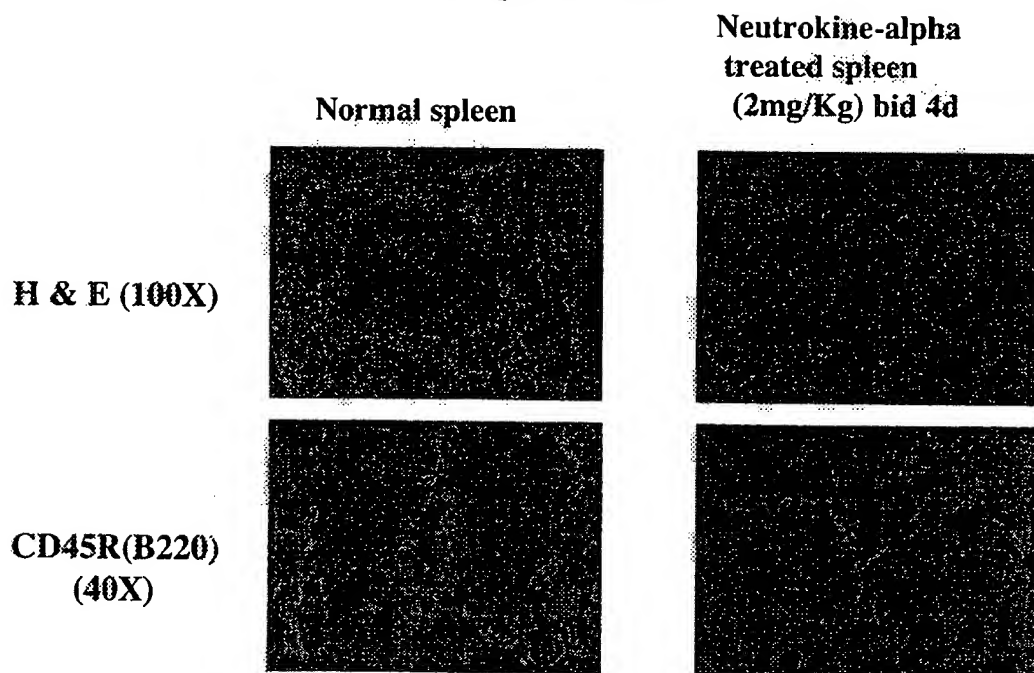 Neutrokine-alpha
treated spleen
(2mg/Kg) bid 4d
Normal spleen
H & E (100X)
CD45R(B220)
(40X)